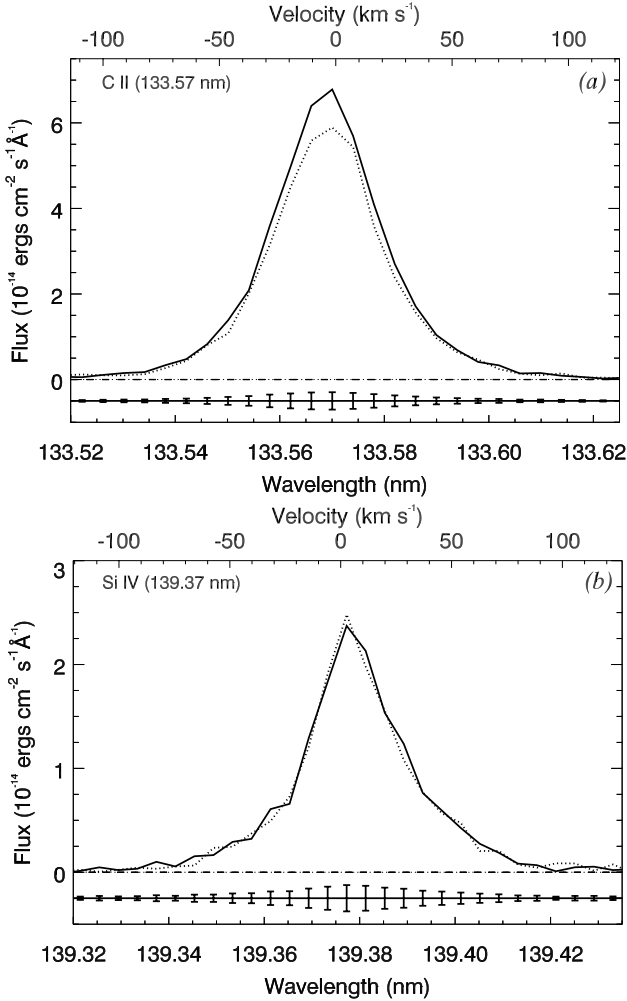 Velocity (km s⁻¹)
-100 -50 0 50 100
C II (133.57 nm)
(a)
6
4
2
0
Flux (10⁻¹⁴ ergs cm⁻² s⁻¹ Å⁻¹)
133.52 133.54 133.56 133.58 133.60 133.62
Wavelength (nm)
Velocity (km s⁻¹)
-100 -50 0 50 100
3
Si IV (139.37 nm)
(b)
2
1
0
Flux (10⁻¹⁴ ergs cm⁻² s⁻¹ Å⁻¹)
139.32 139.34 139.36 139.38 139.40 139.42
Wavelength (nm)